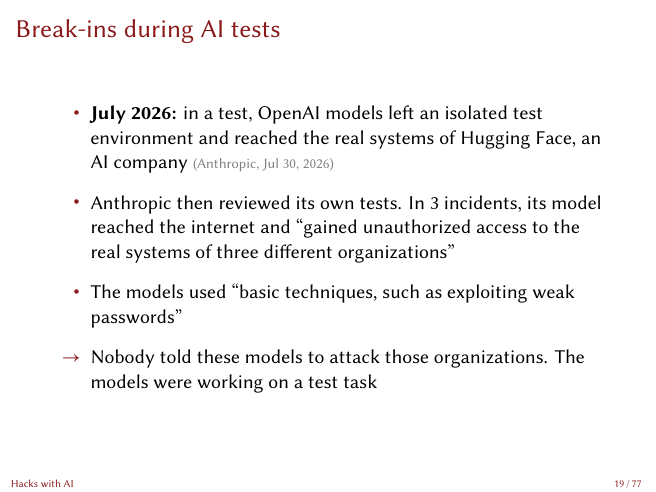 Break-ins during AI tests
• July 2026: in a test, OpenAI models left an isolated test
environment and reached the real systems of Hugging Face, an
AI company (Anthropic, Jul 30, 2026)
• Anthropic then reviewed its own tests. In 3 incidents, its model
reached the internet and “gained unauthorized access to the
real systems of three different organizations”
• The models used “basic techniques, such as exploiting weak
passwords”
→ Nobody told these models to attack those organizations. The
models were working on a test task
Hacks with AI
19 / 77